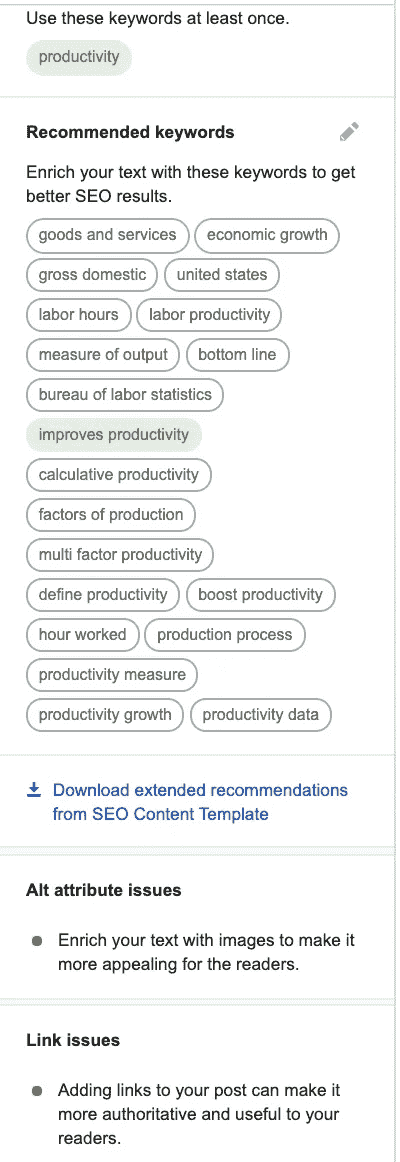 Use these keywords at least once.
productivity
Recommended keywords
Enrich your text with these keywords to get
better SEO results.
goods and services economic growth
gross domestic united states
labor hours labor productivity
measure of output bottom line
bureau of labor statistics
improves productivity
calculative productivity
factors of production
multi factor productivity
define productivity boost productivity
hour worked production process
productivity measure
productivity growth productivity data
Download extended recommendations
from SEO Content Template
Alt attribute issues
Enrich your text with images to make it
more appealing for the readers.
Link issues
Adding links to your post can make it
more authoritative and useful to your
readers.